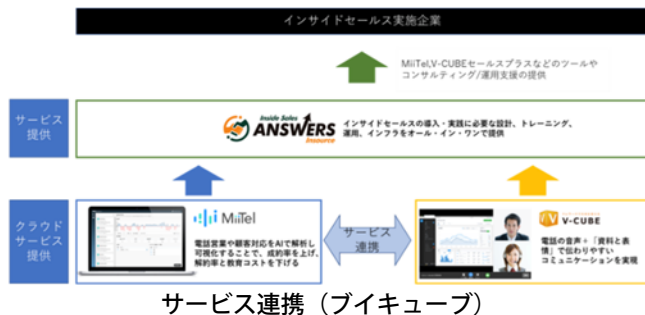 インサイドセールス実施企業
MiiTel,V-CUBEセールスプラスなどのツールや
コンサルティング/運用支援の提供
サービス
提供
Inside Sales
ANSWERS
insource
インサイドセールスの導入・実践に必要な設計、トレーニング、
運用、インフラをオール・イン・ワンで提供
クラウド
サービス
提供
MiiTel
電話営業や顧客対応をAIで解析し
可視化することで、成約率を上げ、
解約率と教育コストを下げる
サービス
連携
V-CUBE
電話の音声+「資料と表
情」で伝わりやすい
コミュニケーションを実現
サービス連携（ブイキューブ）